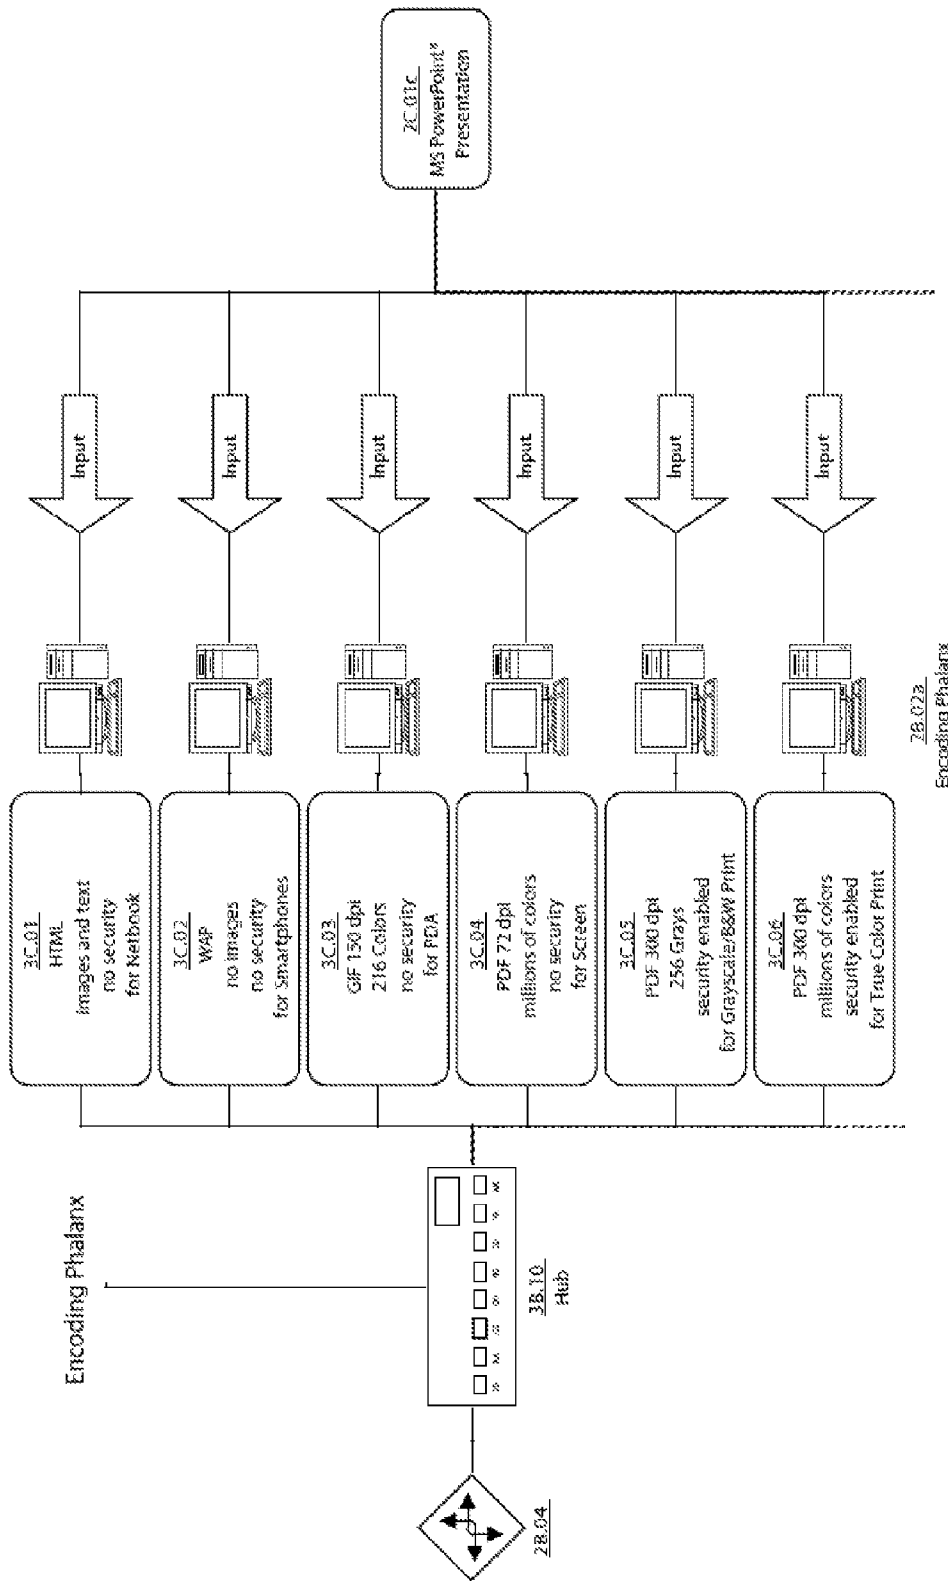 Encoding Phalanx
3C.01
HTML
images and text
no security
for Netbook
Input
3C.02
WAP
no images
no security
for Smartphones
Input
3C.03
GIF 150 dpi
216 Colors
no security
for PDA
Input
2C.01c
MS PowerPoint®
Presentation
3C.04
PDF 72 dpi
millions of colors
no security
for Screen
Input
2B.04
3B.10
Hub
3C.05
PDF 300 dpi
256 Grays
security enabled
for Grayscale/B&W Print
Input
3C.06
PDF 300 dpi
millions of colors
security enabled
for True Color Print
Input
2B.02a
Encoding Phalanx